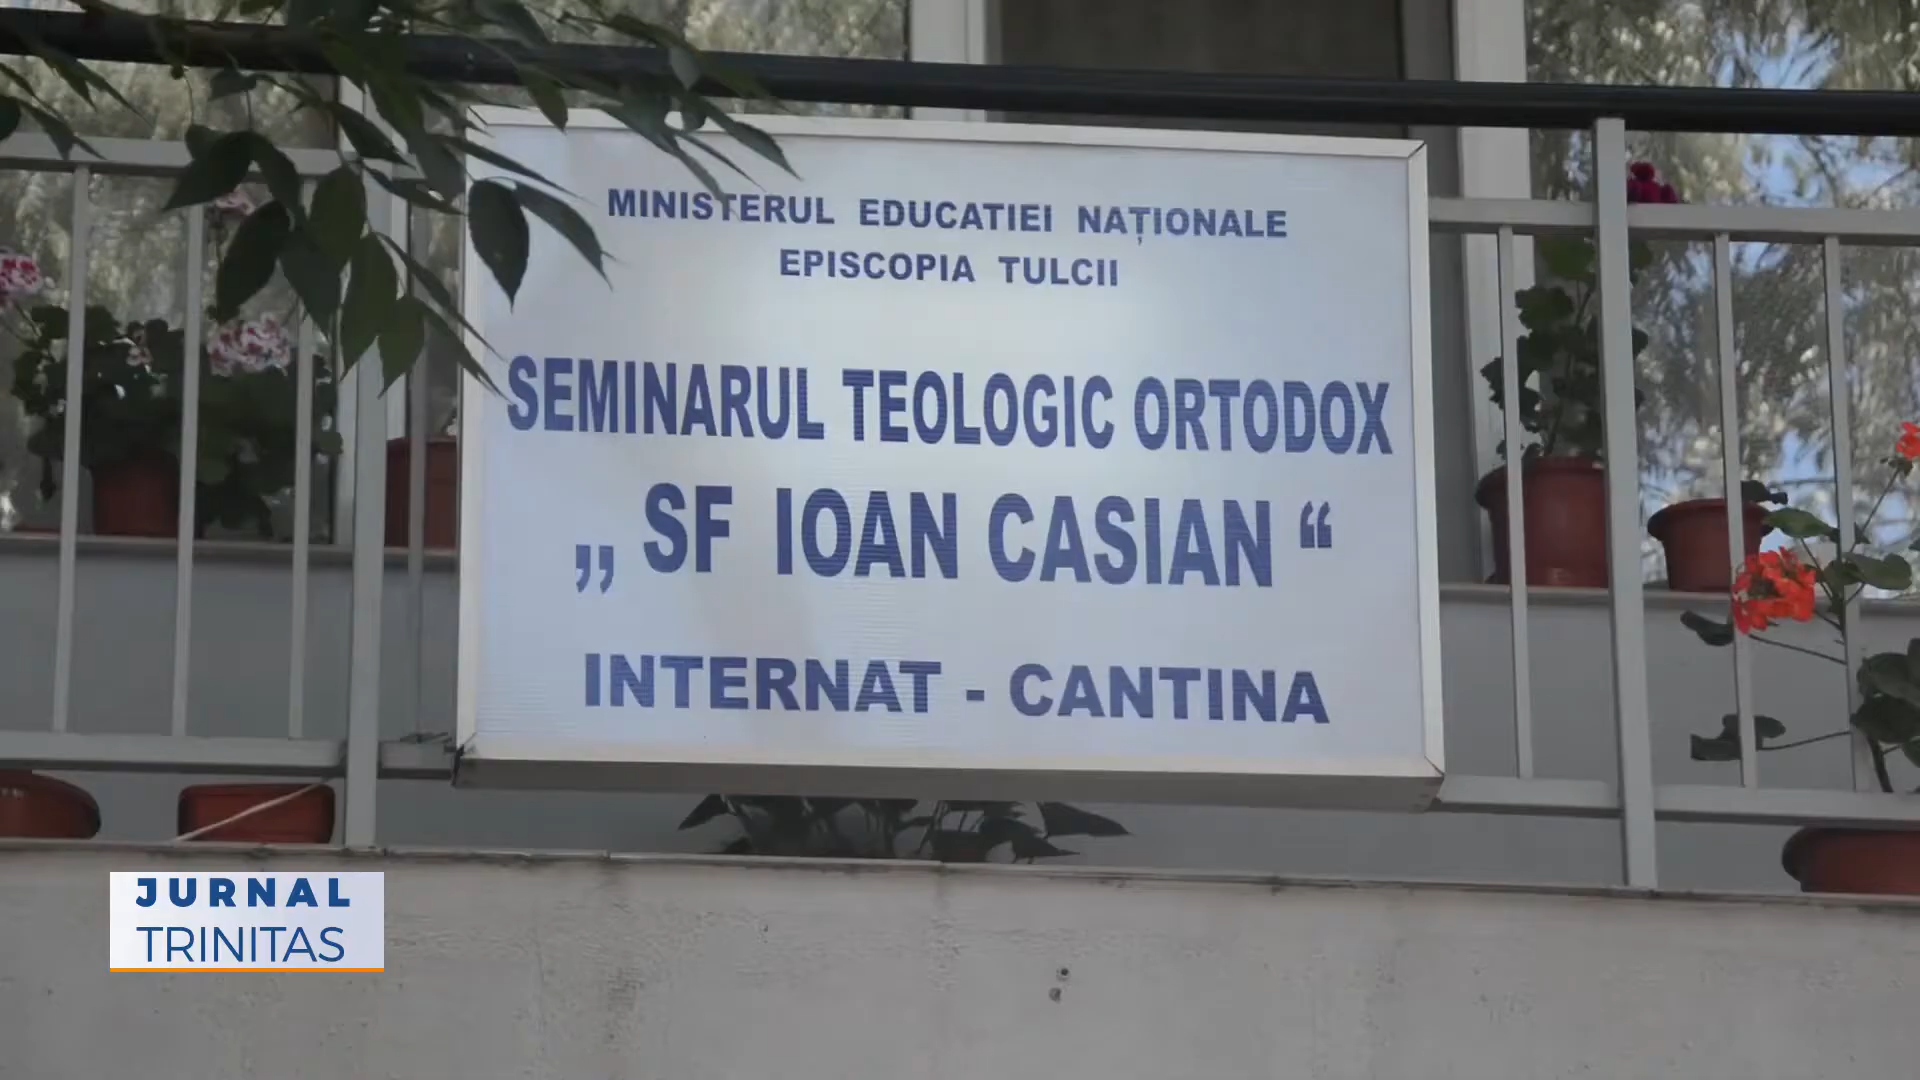 MINISTERUL EDUCATIEI NAȚIONALE
EPISCOPIA TULCII
SEMINARUL TEOLOGIC ORTODOX
„ SF IOAN CASIAN “
INTERNAT - CANTINA
JURNAL
TRINITAS